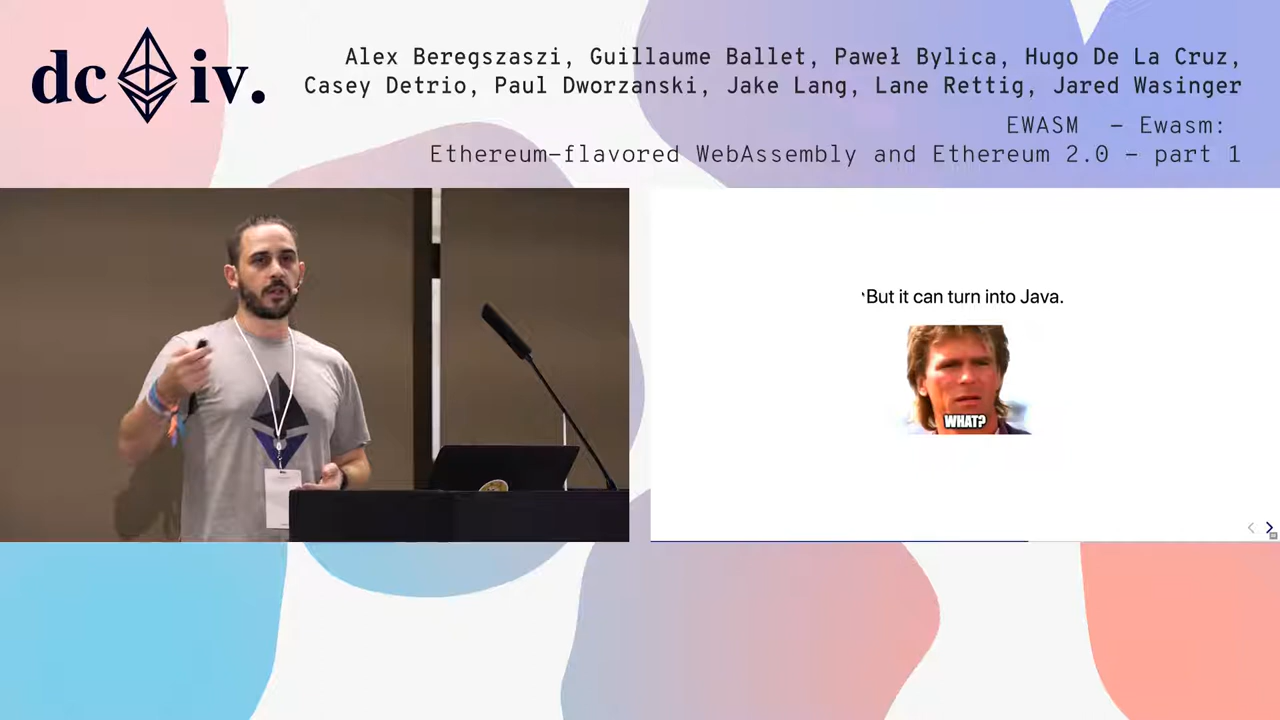 dc iv.
Alex Beregszaszi, Guillaume Ballet, Paweł Bylica, Hugo De La Cruz,
Casey Detrio, Paul Dworzanski, Jake Lang, Lane Rettig, Jared Wasinger
EWASM – Ewasm:
Ethereum-flavored WebAssembly and Ethereum 2.0 – part 1
‘But it can turn into Java.
WHAT?